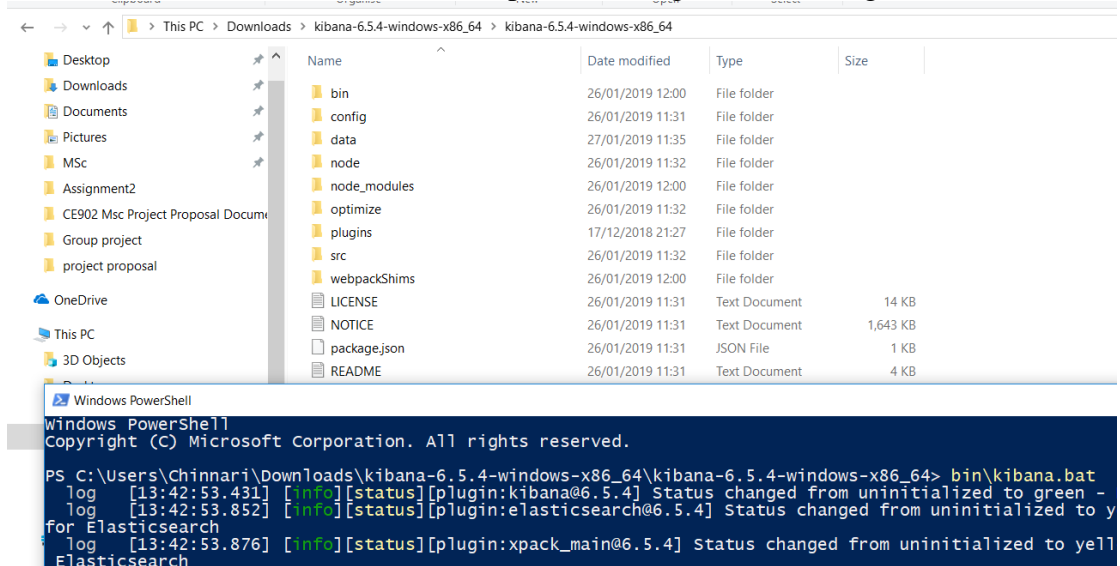 Clipboard Organise New Open Select
This PC > Downloads > kibana-6.5.4-windows-x86_64 > kibana-6.5.4-windows-x86_64
Desktop
Downloads
Documents
Pictures
MSc
Assignment2
CE902 Msc Project Proposal Docume
Group project
project proposal
OneDrive
This PC
3D Objects
Name Date modified Type Size
bin 26/01/2019 12:00 File folder
config 26/01/2019 11:31 File folder
data 27/01/2019 11:35 File folder
node 26/01/2019 11:32 File folder
node_modules 26/01/2019 12:00 File folder
optimize 26/01/2019 11:32 File folder
plugins 17/12/2018 21:27 File folder
src 26/01/2019 11:32 File folder
webpackShims 26/01/2019 12:00 File folder
LICENSE 26/01/2019 11:31 Text Document 14 KB
NOTICE 26/01/2019 11:31 Text Document 1,643 KB
package.json 26/01/2019 11:31 JSON File 1 KB
README 26/01/2019 11:31 Text Document 4 KB
Windows PowerShell
Windows PowerShell
Copyright (C) Microsoft Corporation. All rights reserved.
PS C:\Users\Chinnari\Downloads\kibana-6.5.4-windows-x86_64\kibana-6.5.4-windows-x86_64> bin\kibana.bat
log [13:42:53.431] [info][status][plugin:kibana@6.5.4] Status changed from uninitialized to green -
log [13:42:53.852] [info][status][plugin:elasticsearch@6.5.4] Status changed from uninitialized to y
for Elasticsearch
log [13:42:53.876] [info][status][plugin:xpack_main@6.5.4] Status changed from uninitialized to yell
Elasticsearch